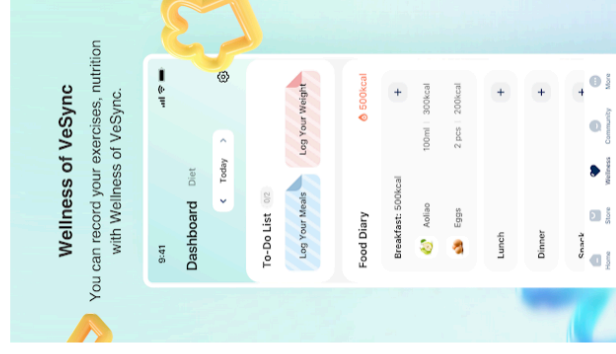 Wellness of VeSync
You can record your exercises, nutrition
with Wellness of VeSync.
9:41
Dashboard Diet
< Today >
To-Do List 0/2
Log Your Meals Log Your Weight
Food Diary 500kcal
Breakfast: 500kcal +
Aoliao 100ml | 300kcal
Eggs 2 pcs | 200kcal
Lunch +
Dinner +
Snack +
Home Store Wellness Community More